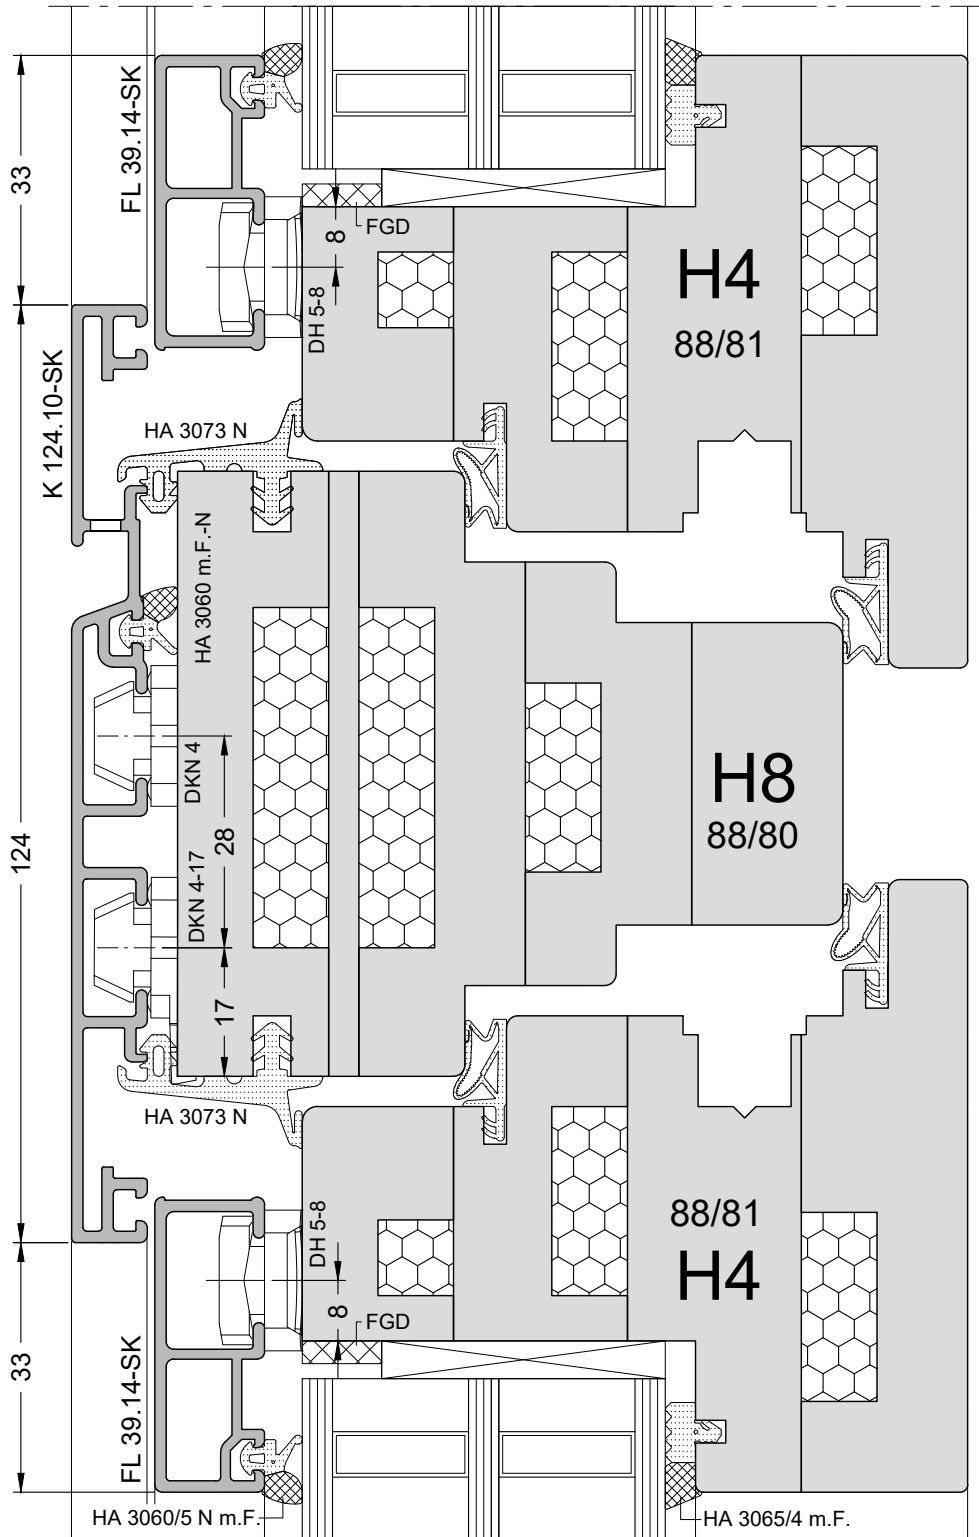 33
FL 39.14-SK
FGD
8
DH 5-8
H4
88/81
K 124.10-SK
HA 3073 N
HA 3060 m.F.-N
DKN 4
28
H8
88/80
124
DKN 4-17
17
HA 3073 N
DH 5-8
88/81
H4
8
FGD
33
FL 39.14-SK
HA 3060/5 N m.F.
HA 3065/4 m.F.